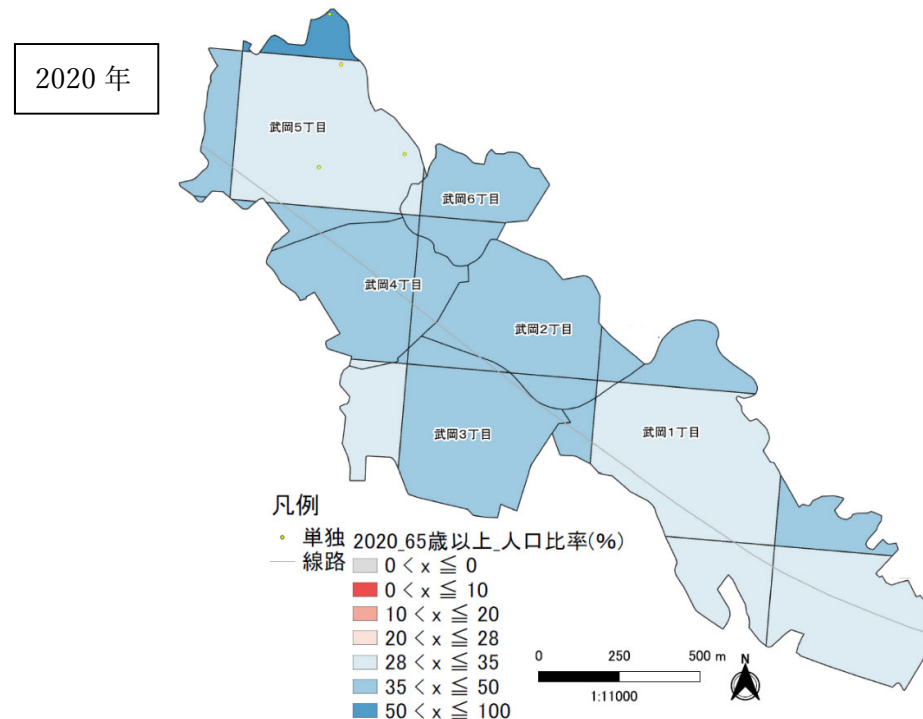 2020 年
武岡5丁目
武岡6丁目
武岡4丁目
武岡2丁目
武岡3丁目
武岡1丁目
凡例
単独
線路
2020_65歳以上_人口比率(%)
0 < x ≦ 0
0 < x ≦ 10
10 < x ≦ 20
20 < x ≦ 28
28 < x ≦ 35
35 < x ≦ 50
50 < x ≦ 100
0 250 500 m
1:11000
N